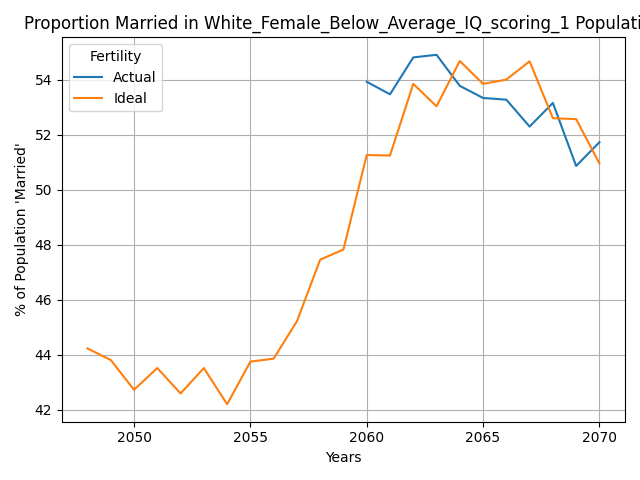 Proportion Married in White_Female_Below_Average_IQ_scoring_1 Populati
Fertility
Actual
Ideal
% of Population 'Married'
54
52
50
48
46
44
42
2050 2055 2060 2065 2070
Years